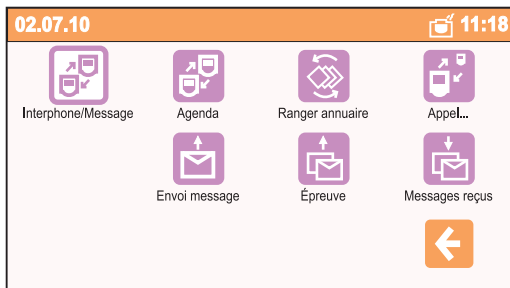 02.07.10 11:18
Interphone/Message Agenda Ranger annuaire Appel...
Envoi message Épreuve Messages reçus